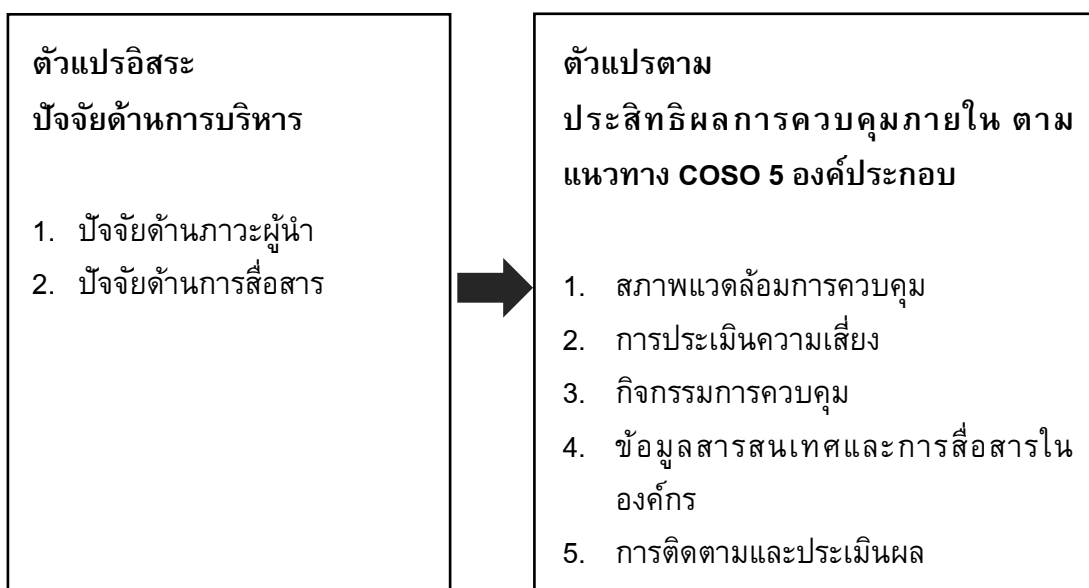 ตัวแปรอิสระ
ปัจจัยด้านการบริหาร
1. ปัจจัยด้านภาวะผู้นำ
2. ปัจจัยด้านการสื่อสาร
ตัวแปรตาม
ประสิทธิผลการควบคุมภายใน ตาม
แนวทาง COSO 5 องค์ประกอบ
1. สภาพแวดล้อมการควบคุม
2. การประเมินความเสี่ยง
3. กิจกรรมการควบคุม
4. ข้อมูลสารสนเทศและการสื่อสารใน
องค์กร
5. การติดตามและประเมินผล